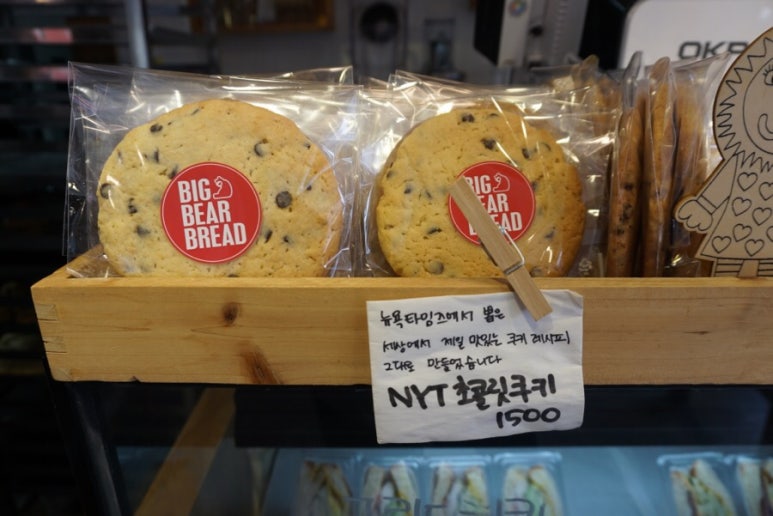 BIG
BEAR
BREAD
BIG
BEAR
BREAD
뉴욕타임즈에서 뽑은
세상에서 제일 맛있는 쿠키 레시피
그대로 만들었습니다
NYT 초콜릿쿠키
1500